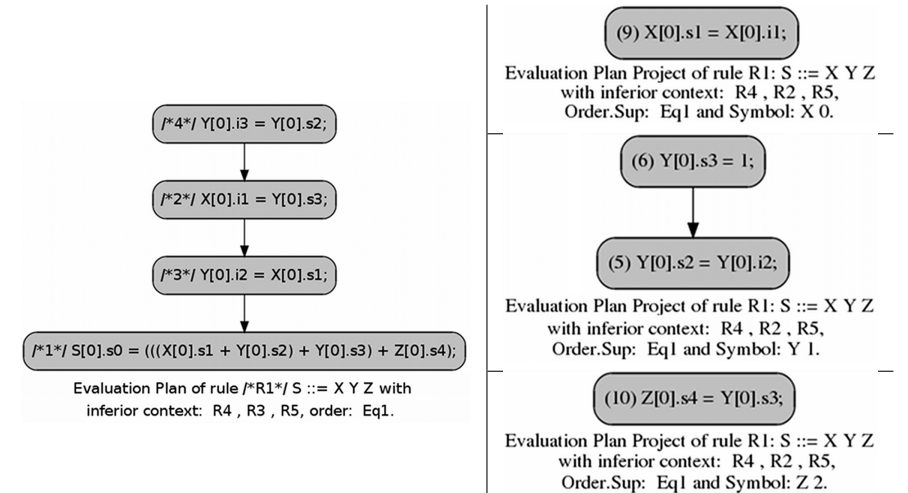 /*4*/ Y[0].i3 = Y[0].s2;
/*2*/ X[0].i1 = Y[0].s3;
/*3*/ Y[0].i2 = X[0].s1;
/*1*/ S[0].s0 = (((X[0].s1 + Y[0].s2) + Y[0].s3) + Z[0].s4);
Evaluation Plan of rule /*R1*/ S ::= X Y Z with
inferior context: R4 , R3 , R5, order: Eq1.
(9) X[0].s1 = X[0].i1;
Evaluation Plan Project of rule R1: S ::= X Y Z
with inferior context: R4 , R2 , R5,
Order.Sup: Eq1 and Symbol: X 0.
(6) Y[0].s3 = 1;
(5) Y[0].s2 = Y[0].i2;
Evaluation Plan Project of rule R1: S ::= X Y Z
with inferior context: R4 , R2 , R5,
Order.Sup: Eq1 and Symbol: Y 1.
(10) Z[0].s4 = Y[0].s3;
Evaluation Plan Project of rule R1: S ::= X Y Z
with inferior context: R4 , R2 , R5,
Order.Sup: Eq1 and Symbol: Z 2.